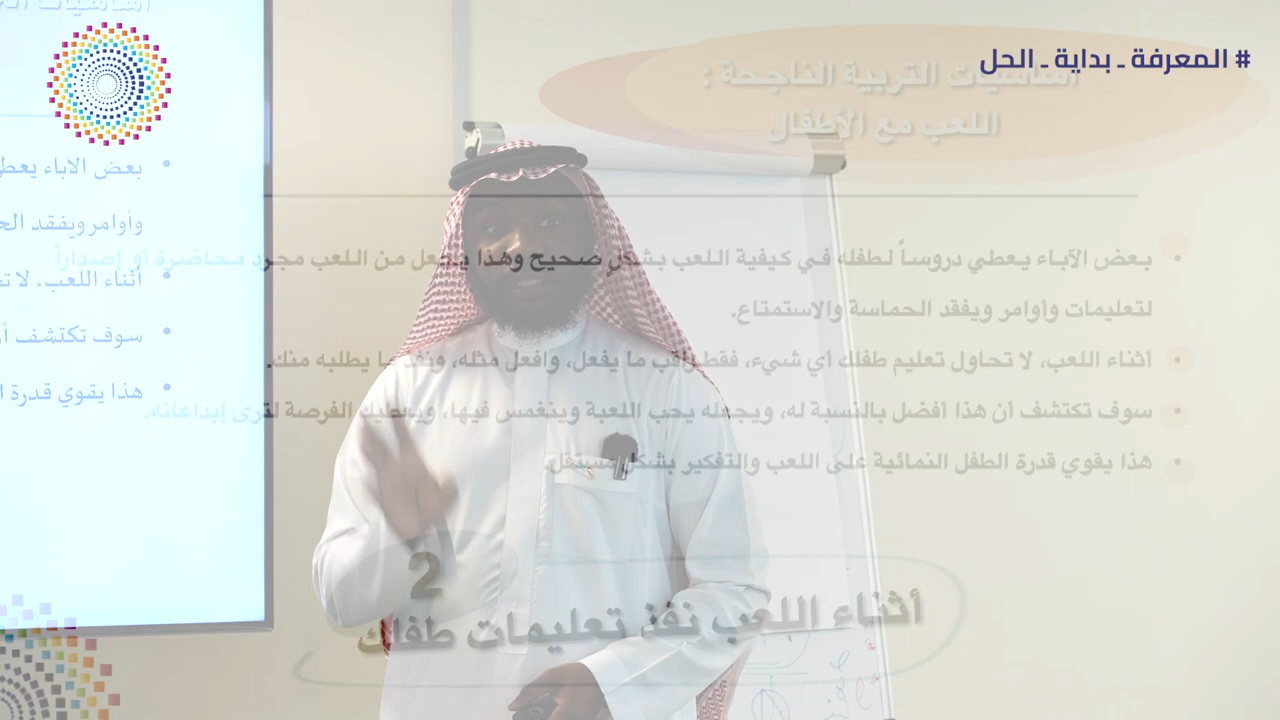 # المعرفة ـ بداية ـ الحل
أساسيات التربية الناجحة :
اللعب مع الأطفال
بعض الآباء يعطي دروساً لطفله في كيفية اللعب بشكل صحيح وهذا يجعل من اللعب مجرد محاضرة أو إصداراً
لتعليمات وأوامر ويفقد الحماسة والاستمتاع.
أثناء اللعب، لا تحاول تعليم طفلك أي شيء، فقط راقب ما يفعل، وافعل مثله، ونفذ ما يطلبه منك.
سوف تكتشف أن هذا أفضل بالنسبة له، ويجعله يحب اللعبة وينغمس فيها، ويعطيك الفرصة لترى إبداعاته.
هذا يقوي قدرة الطفل النمائية على اللعب والتفكير بشكل مستقل.
2
أثناء اللعب نفذ تعليمات طفلك
بعض الآباء يعطي
وأوامر ويفقد
أثناء اللعب. لا
سوف تكتشف
هذا يقوي قدرة